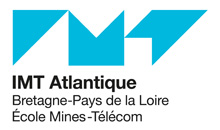 IMT Atlantique
Bretagne-Pays de la Loire
École Mines-Télécom